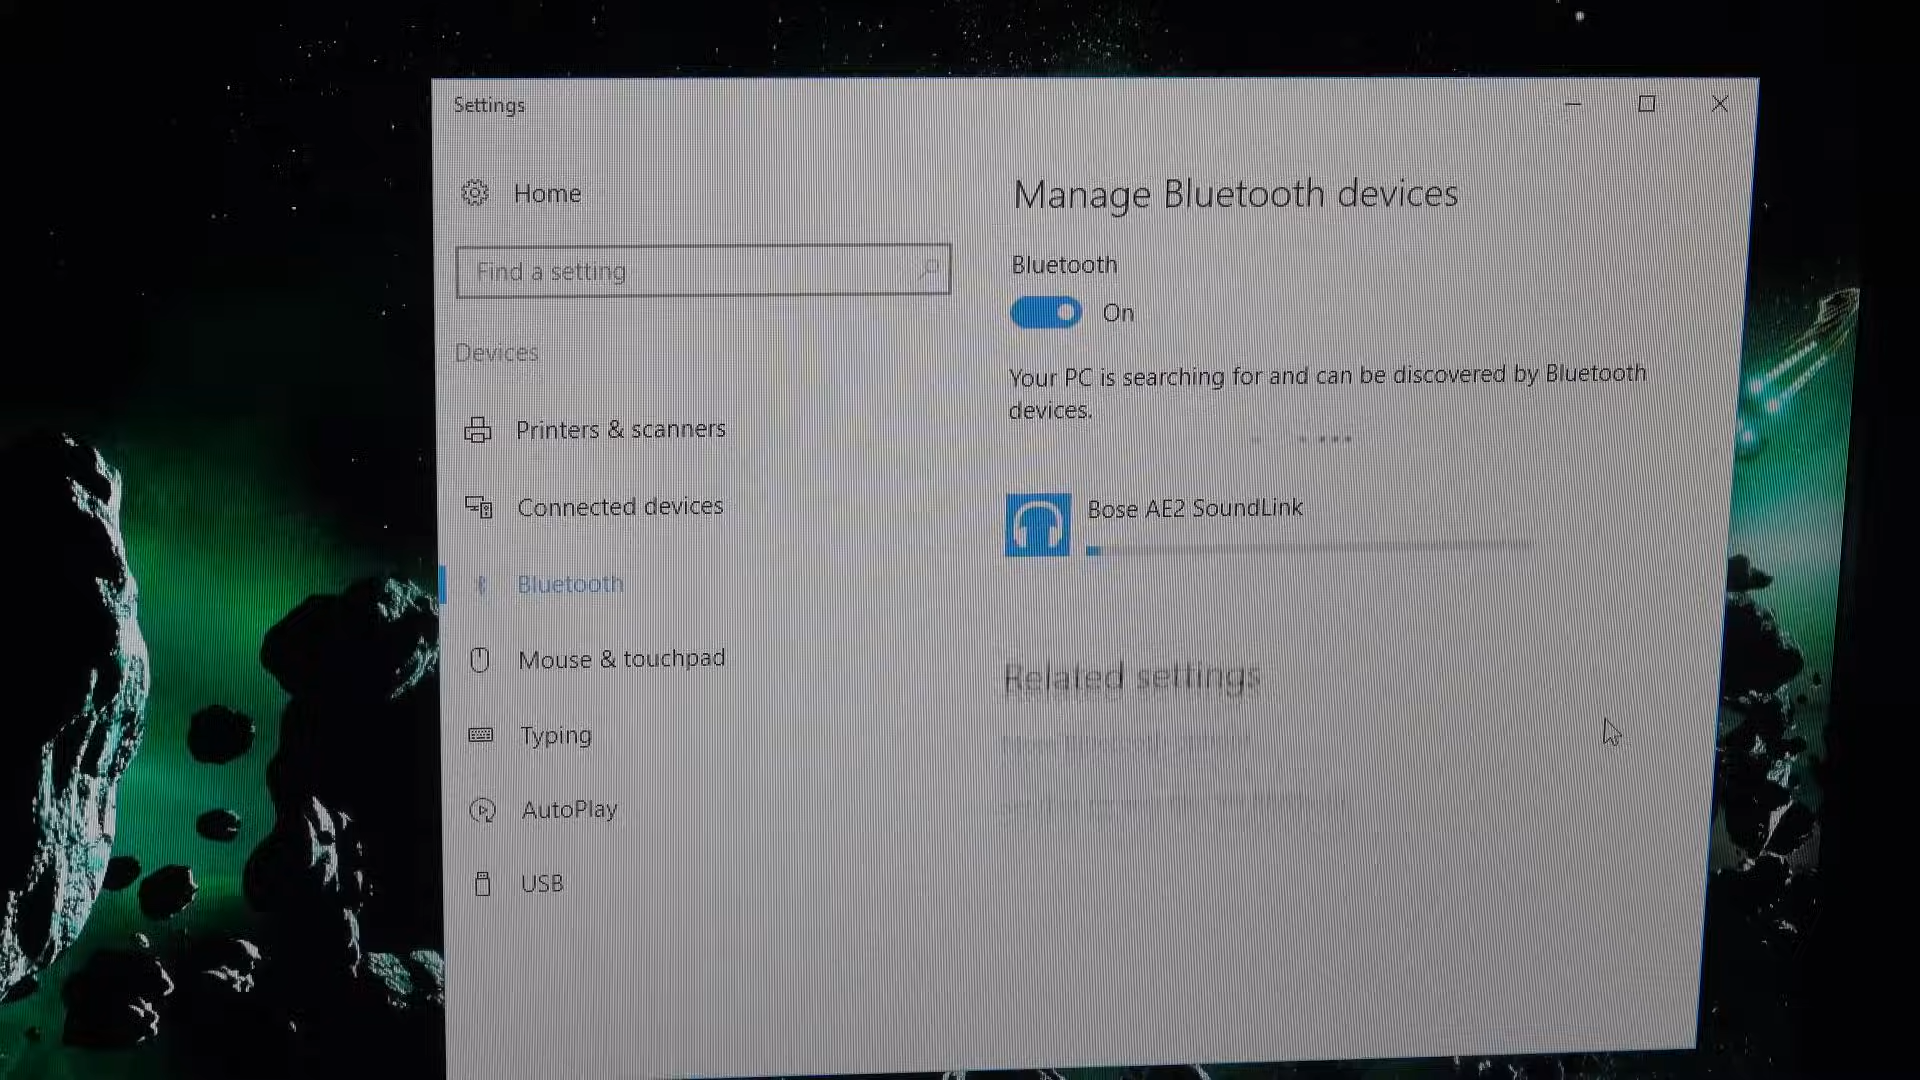 Settings
Home
Find a setting
Devices
Printers & scanners
Connected devices
Bluetooth
Mouse & touchpad
Typing
AutoPlay
USB
Manage Bluetooth devices
Bluetooth
On
Your PC is searching for and can be discovered by Bluetooth
devices.
Bose AE2 SoundLink
Related settings